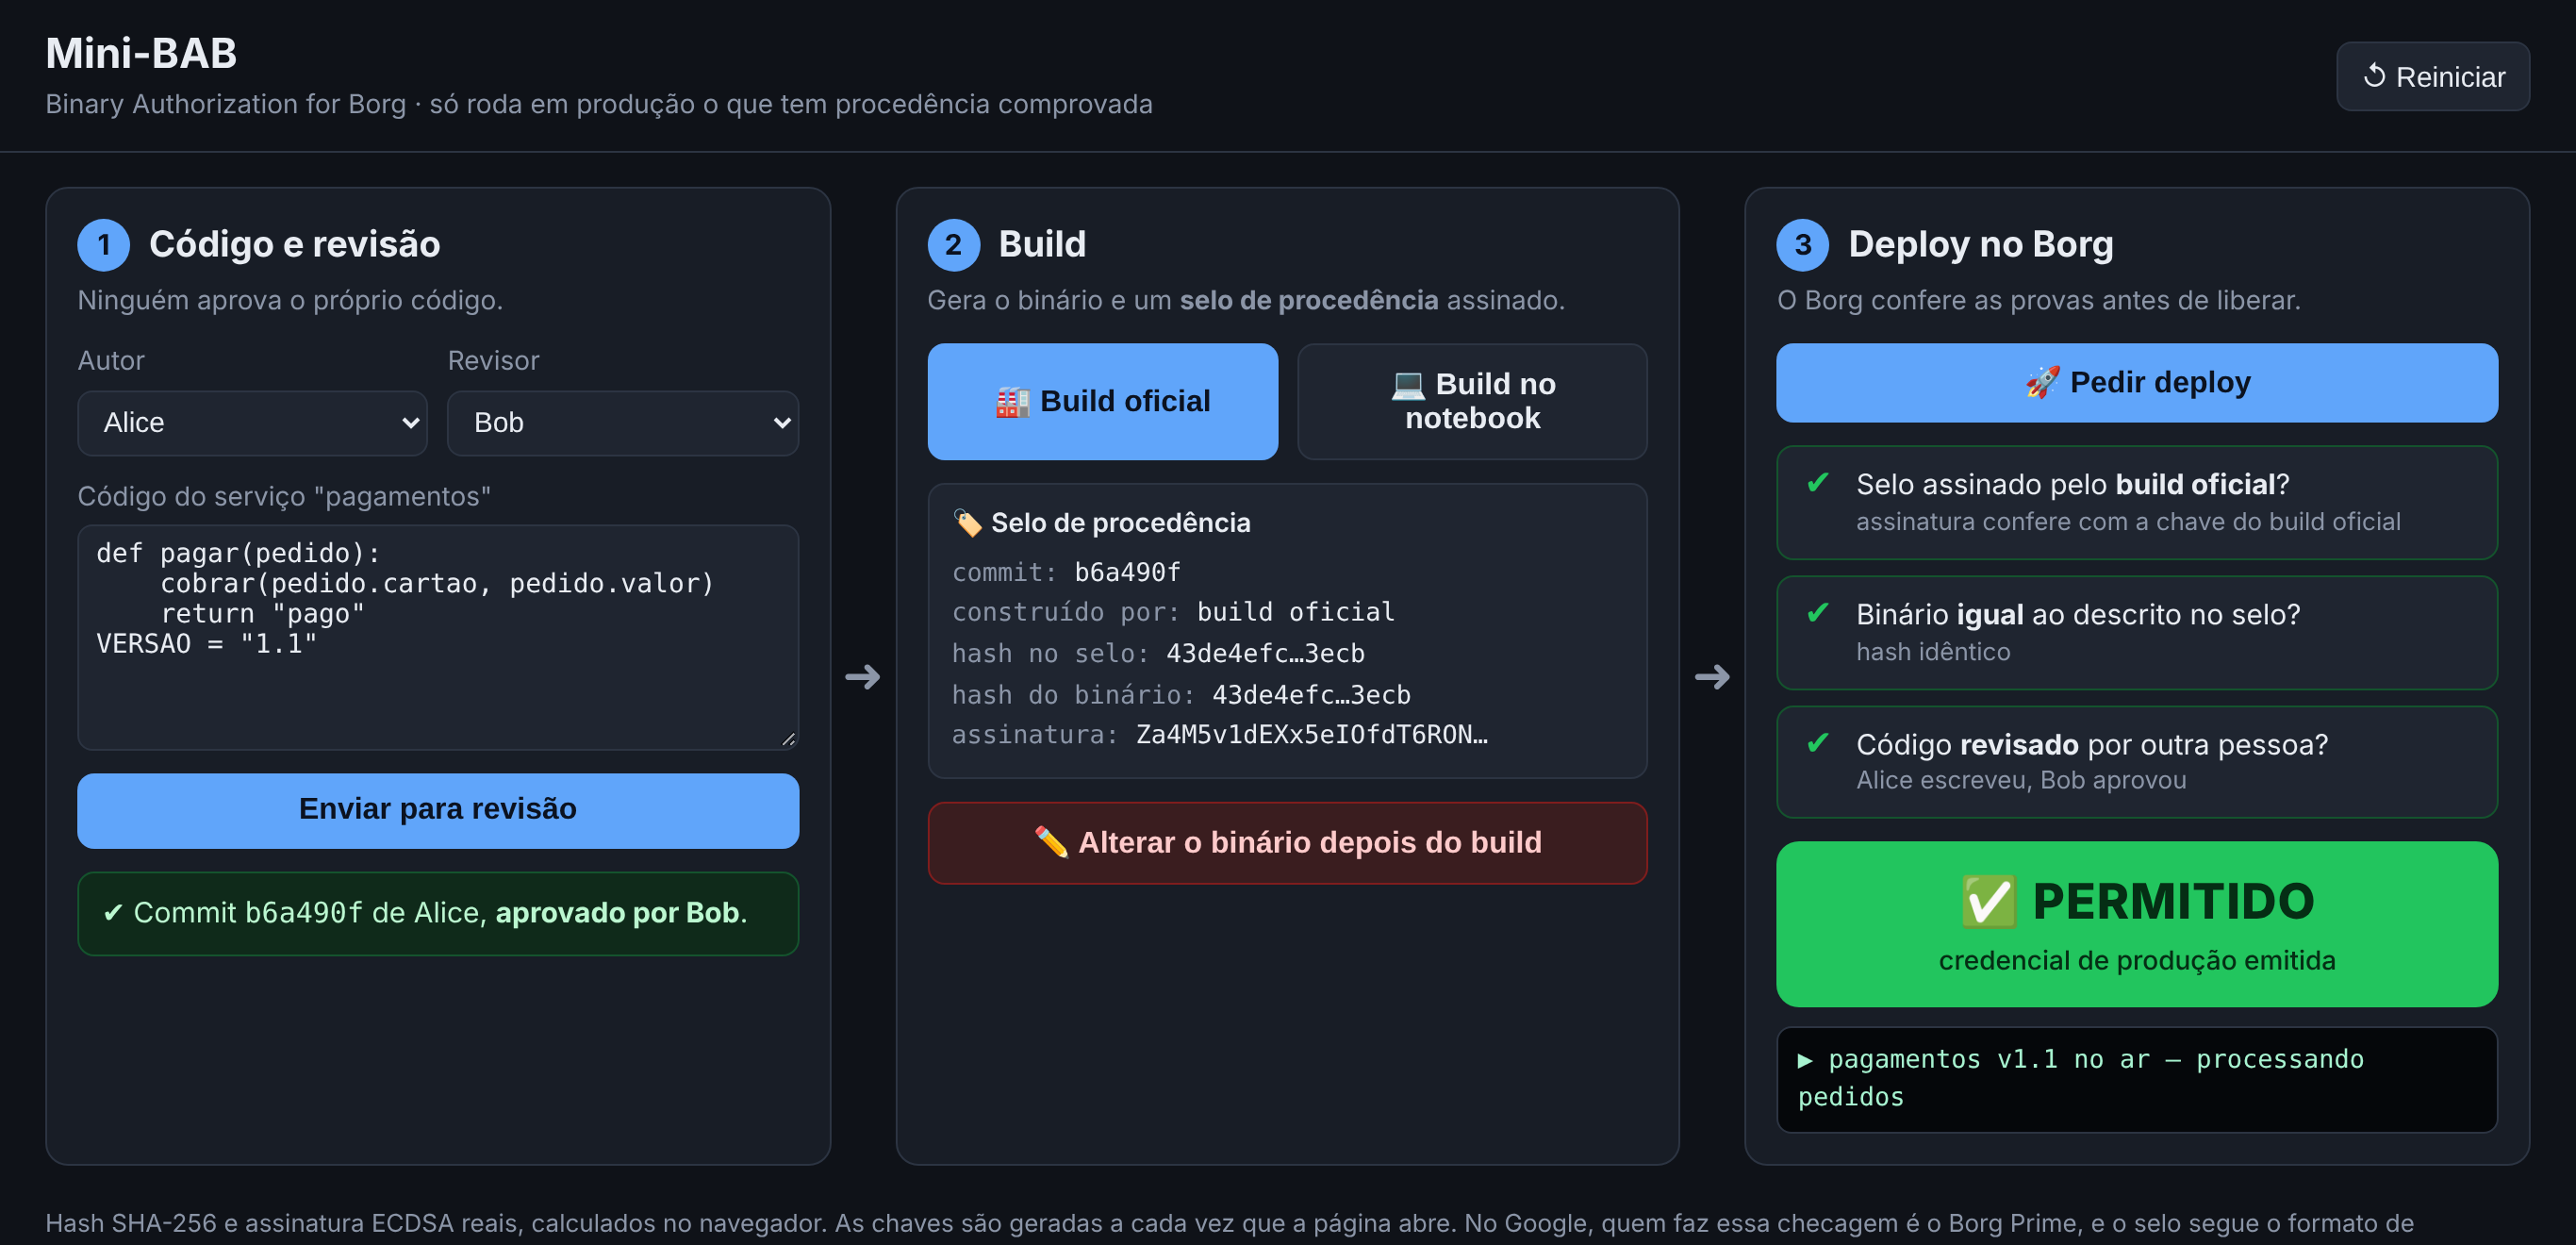 Mini-BAB
Binary Authorization for Borg · só roda em produção o que tem procedência comprovada
Reiniciar
1 Código e revisão
Ninguém aprova o próprio código.
Autor
Revisor
Alice
Bob
Código do serviço "pagamentos"
def pagar(pedido):
    cobrar(pedido.cartao, pedido.valor)
    return "pago"
VERSAO = "1.1"
Enviar para revisão
✔ Commit b6a490f de Alice, aprovado por Bob.
2 Build
Gera o binário e um selo de procedência assinado.
Build oficial
Build no
notebook
Selo de procedência
commit: b6a490f
construído por: build oficial
hash no selo: 43de4efc…3ecb
hash do binário: 43de4efc…3ecb
assinatura: Za4M5v1dEXx5eIOfdT6RON…
Alterar o binário depois do build
3 Deploy no Borg
O Borg confere as provas antes de liberar.
Pedir deploy
✔ Selo assinado pelo build oficial?
assinatura confere com a chave do build oficial
✔ Binário igual ao descrito no selo?
hash idêntico
✔ Código revisado por outra pessoa?
Alice escreveu, Bob aprovou
PERMITIDO
credencial de produção emitida
▶ pagamentos v1.1 no ar — processando
pedidos
Hash SHA-256 e assinatura ECDSA reais, calculados no navegador. As chaves são geradas a cada vez que a página abre. No Google, quem faz essa checagem é o Borg Prime, e o selo segue o formato de